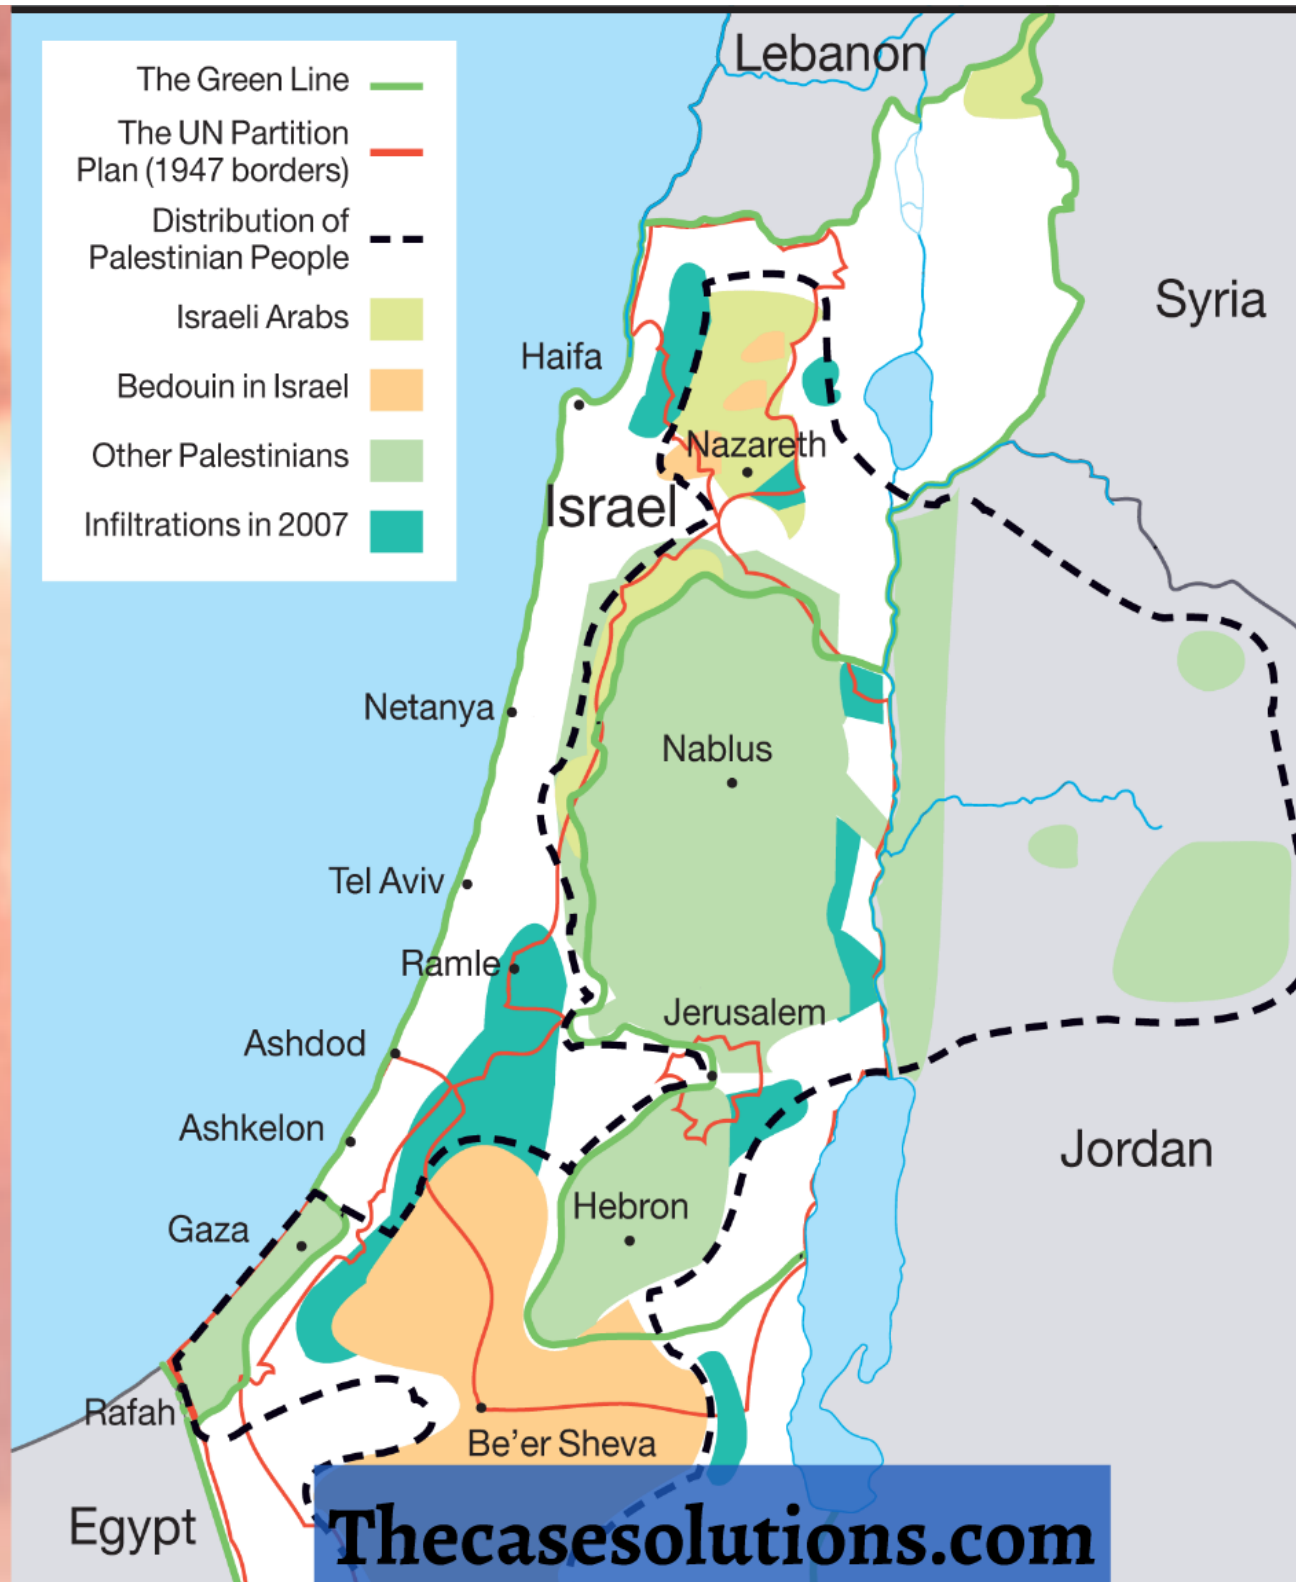 The Green Line
The UN Partition
Plan (1947 borders)
Distribution of
Palestinian People
Israeli Arabs
Bedouin in Israel
Other Palestinians
Infiltrations in 2007
Lebanon
Syria
Haifa
Nazareth
Israel
Netanya
Nablus
Tel Aviv
Ramle
Jerusalem
Ashdod
Ashkelon
Jordan
Hebron
Gaza
Rafah
Be'er Sheva
Egypt
Thecasesolutions.com